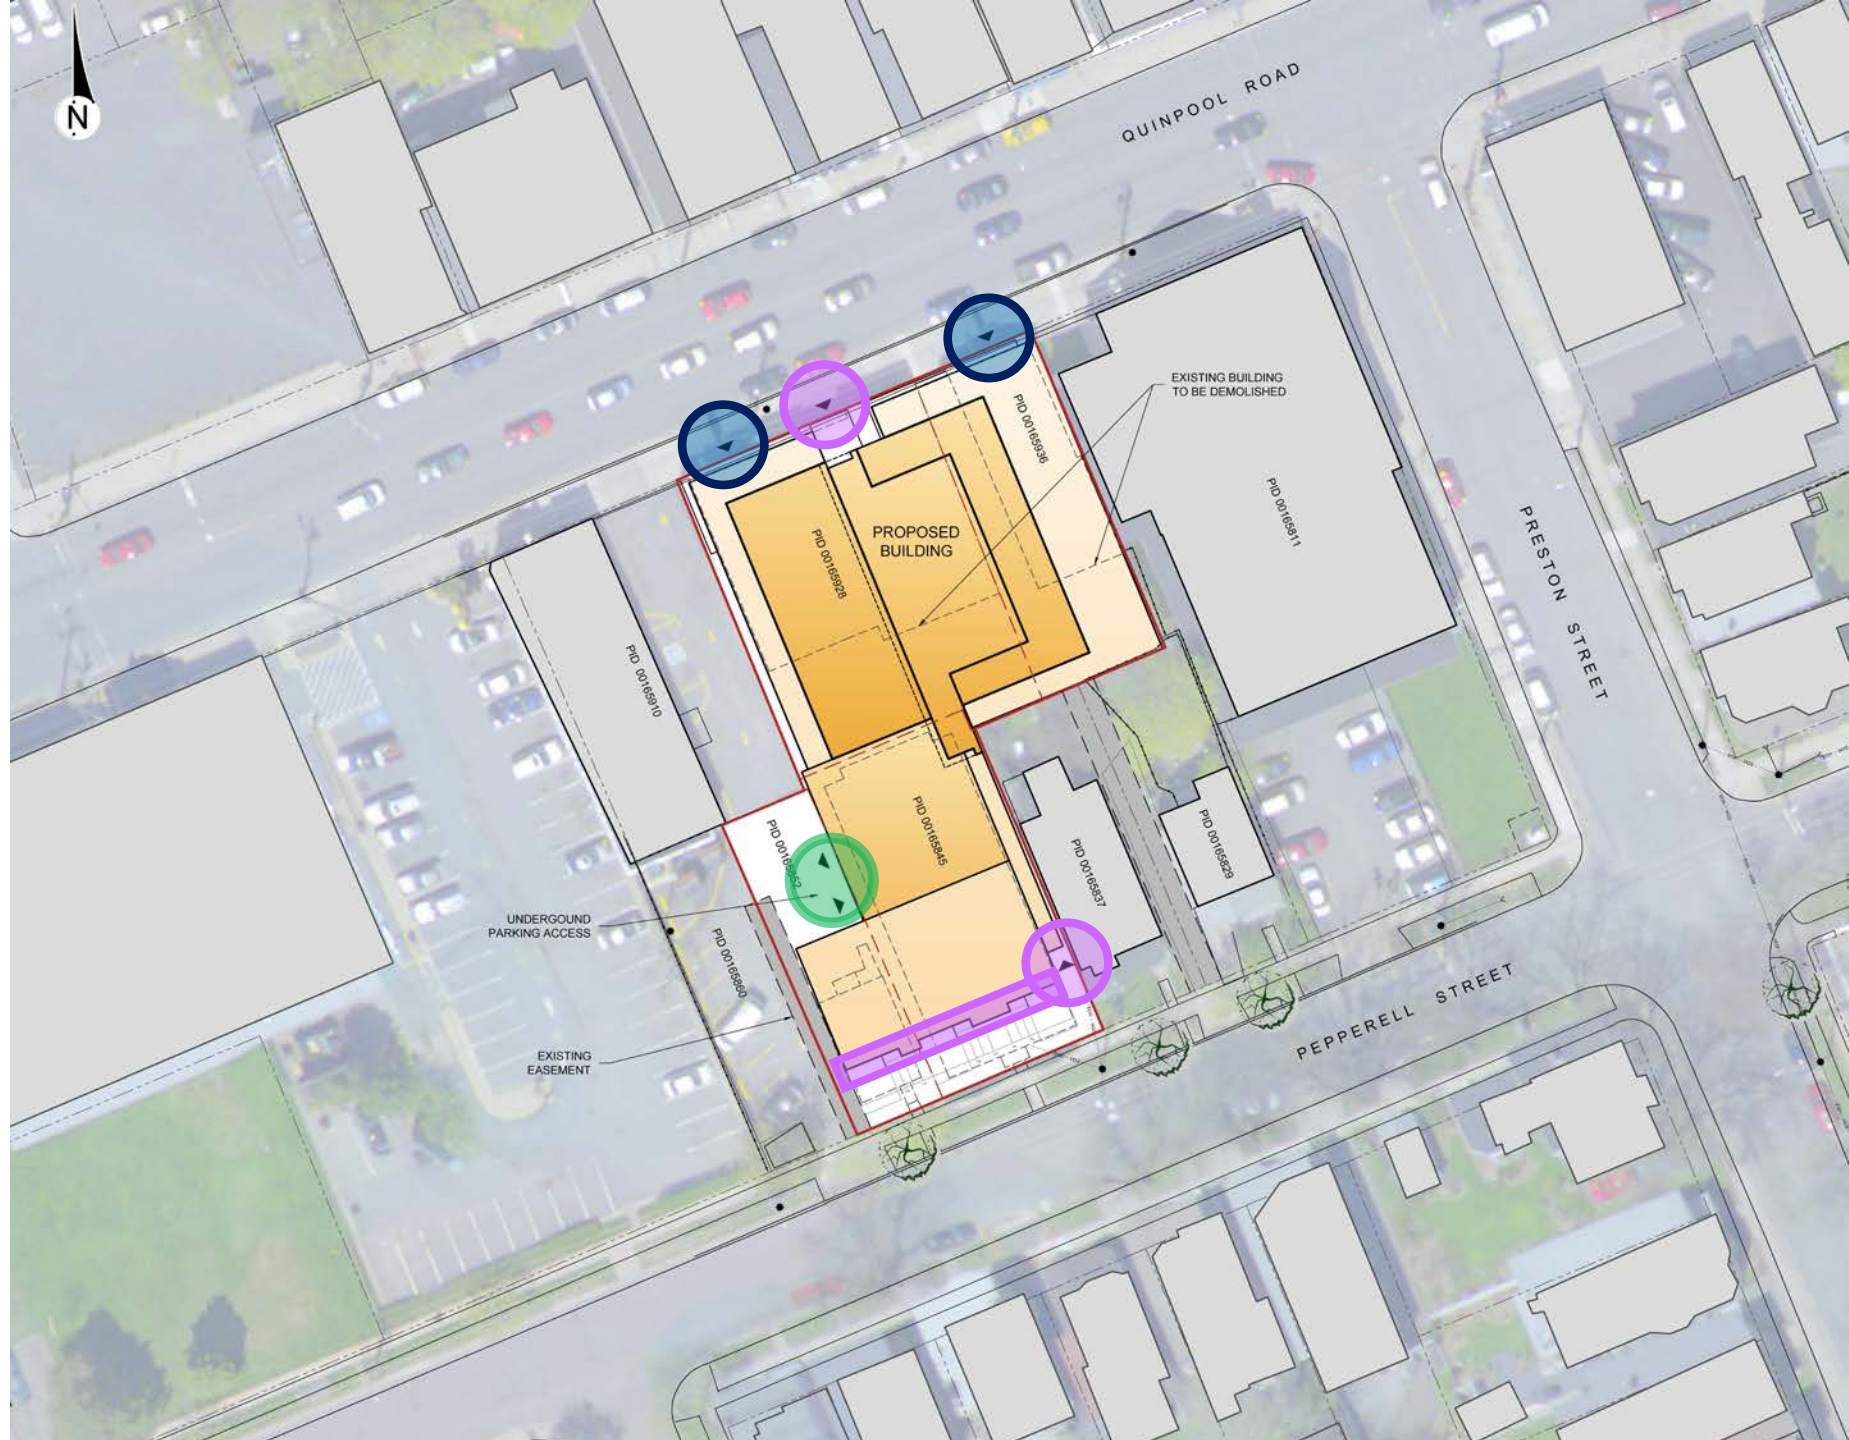 N
QUINPOOL ROAD
EXISTING BUILDING
TO BE DEMOLISHED
PID 00165936
PID 00165811
PROPOSED
BUILDING
PID 00165928
PRESTON STREET
PID 00165910
PID 00165845
PID 00165829
PID 00165837
UNDERGOUND
PARKING ACCESS
PID 00165860
PEPPERELL STREET
EXISTING
EASEMENT